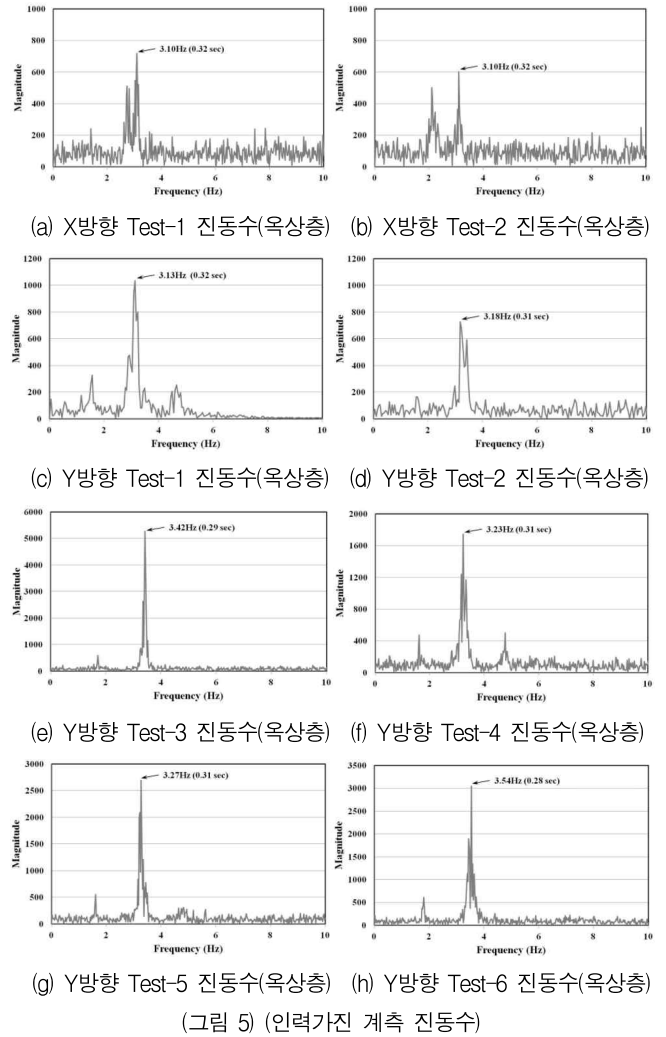 1000
800
600
400
200
0
Magnitude
3.10Hz (0.32 sec)
0 2 4 6 8 10
Frequency (Hz)
(a) X방향 Test-1 진동수(옥상층)
1000
800
600
400
200
0
Magnitude
3.10Hz (0.32 sec)
0 2 4 6 8 10
Frequency (Hz)
(b) X방향 Test-2 진동수(옥상층)
1200
1000
800
600
400
200
0
Magnitude
3.13Hz (0.32 sec)
0 2 4 6 8 10
Frequency (Hz)
(c) Y방향 Test-1 진동수(옥상층)
1200
1000
800
600
400
200
0
Magnitude
3.18Hz (0.31 sec)
0 2 4 6 8 10
Frequency (Hz)
(d) Y방향 Test-2 진동수(옥상층)
6000
5000
4000
3000
2000
1000
0
Magnitude
3.42Hz (0.29 sec)
0 2 4 6 8 10
Frequency (Hz)
(e) Y방향 Test-3 진동수(옥상층)
2000
1600
1200
800
400
0
Magnitude
3.23Hz (0.31 sec)
0 2 4 6 8 10
Frequency (Hz)
(f) Y방향 Test-4 진동수(옥상층)
3000
2500
2000
1500
1000
500
0
Magnitude
3.27Hz (0.31 sec)
0 2 4 6 8 10
Frequency (Hz)
(g) Y방향 Test-5 진동수(옥상층)
3500
3000
2500
2000
1500
1000
500
0
Magnitude
3.54Hz (0.28 sec)
0 2 4 6 8 10
Frequency (Hz)
(h) Y방향 Test-6 진동수(옥상층)
(그림 5) (인력가진 계측 진동수)